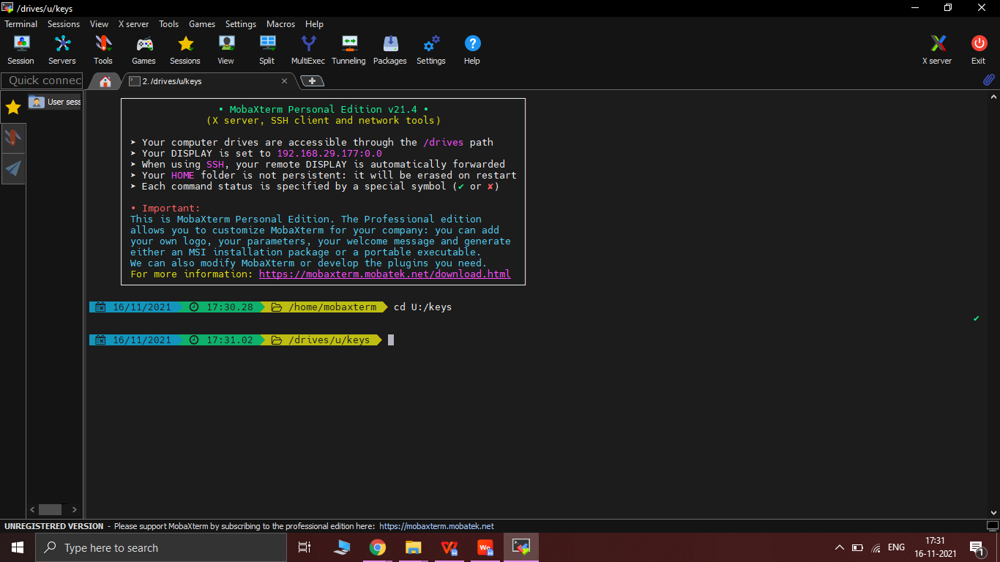 /drives/u/keys
Terminal Sessions View X server Tools Games Settings Macros Help
Session Servers Tools Games Sessions View Split MultiExec Tunneling Packages Settings Help X server Exit
Quick connec
2. /drives/u/keys
User sess
• MobaXterm Personal Edition v21.4 •
(X server, SSH client and network tools)
➤ Your computer drives are accessible through the /drives path
➤ Your DISPLAY is set to 192.168.29.177:0.0
➤ When using SSH, your remote DISPLAY is automatically forwarded
➤ Your HOME folder is not persistent: it will be erased on restart
➤ Each command status is specified by a special symbol (✔ or ✘)
• Important:
This is MobaXterm Personal Edition. The Professional edition
allows you to customize MobaXterm for your company: you can add
your own logo, your parameters, your welcome message and generate
either an MSI installation package or a portable executable.
We can also modify MobaXterm or develop the plugins you need.
For more information: https://mobaxterm.mobatek.net/download.html
16/11/2021 17:30.28 /home/mobaxterm cd U:/keys
✔
16/11/2021 17:31.02 /drives/u/keys
UNREGISTERED VERSION - Please support MobaXterm by subscribing to the professional edition here: https://mobaxterm.mobatek.net
Type here to search
ENG
17:31
16-11-2021
1